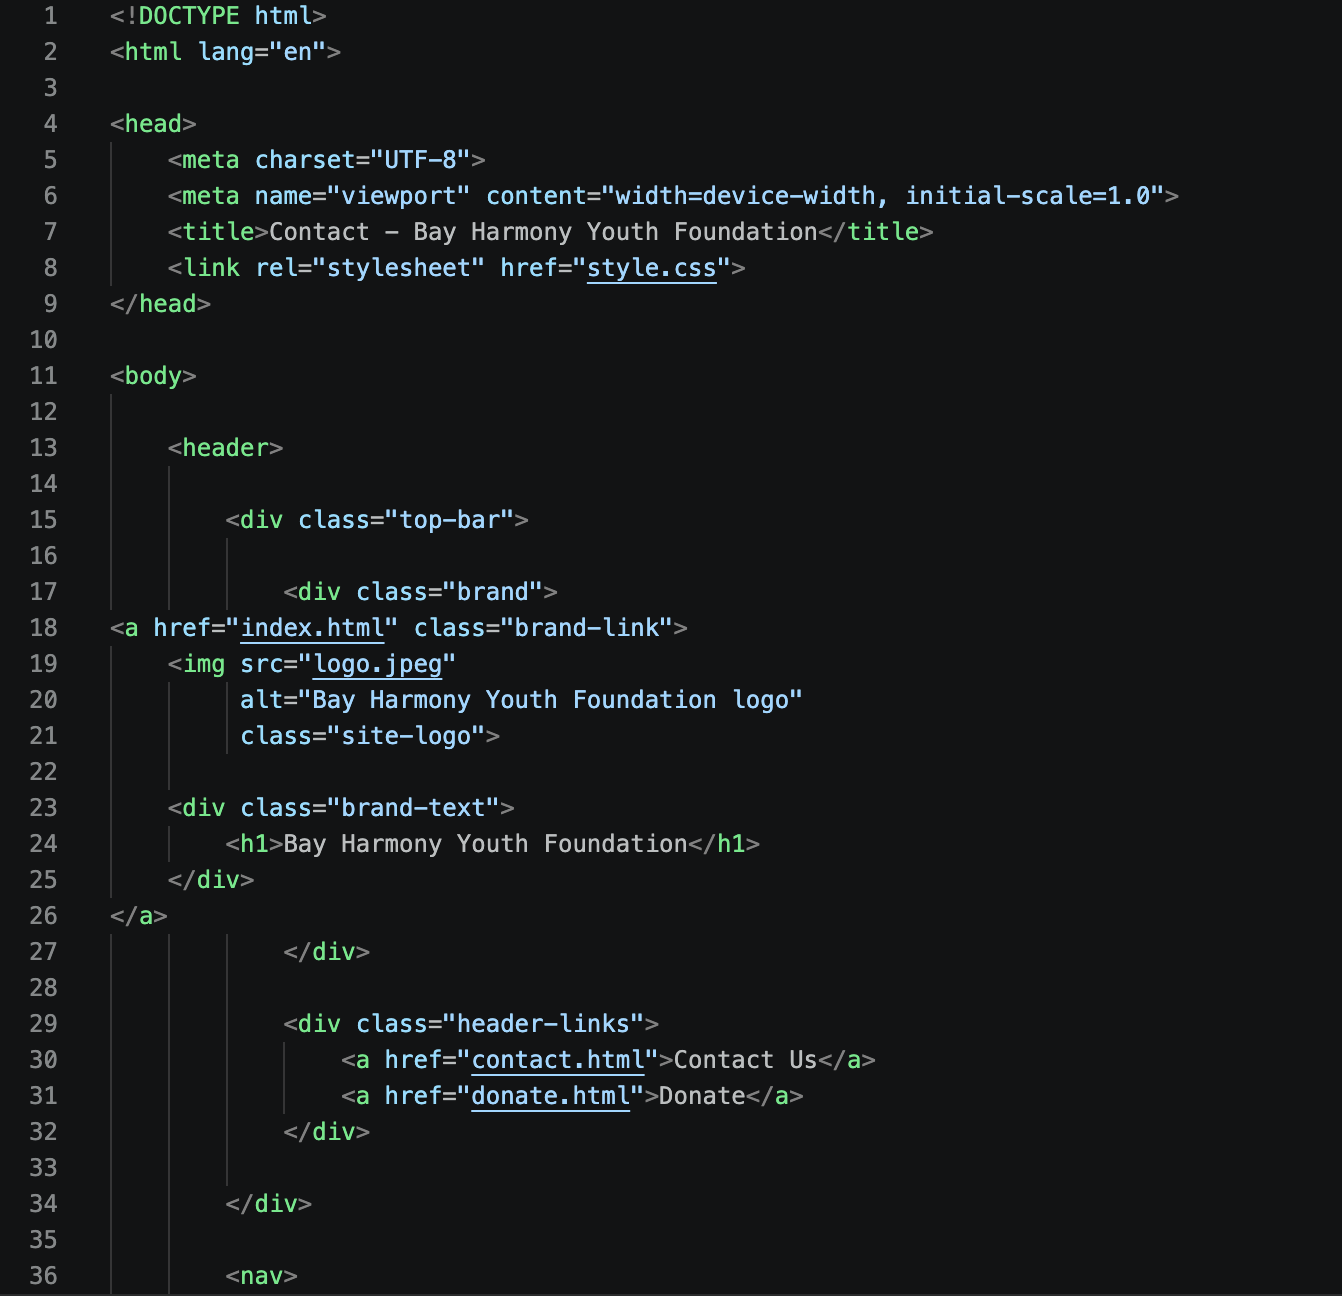 1 <!DOCTYPE html>
2 <html lang="en">
3
4 <head>
5     <meta charset="UTF-8">
6     <meta name="viewport" content="width=device-width, initial-scale=1.0">
7     <title>Contact - Bay Harmony Youth Foundation</title>
8     <link rel="stylesheet" href="style.css">
9 </head>
10
11 <body>
12
13     <header>
14
15         <div class="top-bar">
16
17             <div class="brand">
18 <a href="index.html" class="brand-link">
19     <img src="logo.jpeg"
20          alt="Bay Harmony Youth Foundation logo"
21          class="site-logo">
22
23     <div class="brand-text">
24         <h1>Bay Harmony Youth Foundation</h1>
25     </div>
26 </a>
27             </div>
28
29             <div class="header-links">
30                 <a href="contact.html">Contact Us</a>
31                 <a href="donate.html">Donate</a>
32             </div>
33
34         </div>
35
36         <nav>